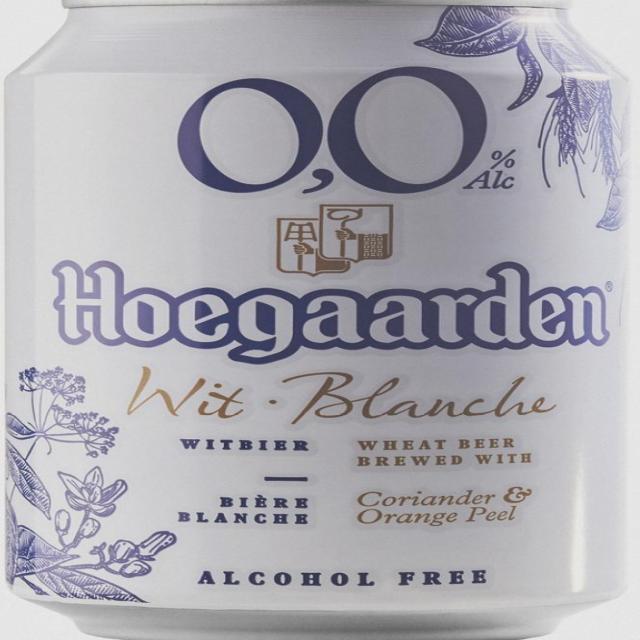 0,0 % Alc
Hoegaarden®
Wit · Blanche
WITBIER
BIÈRE
BLANCHE
WHEAT BEER
BREWED WITH
Coriander &
Orange Peel
ALCOHOL FREE